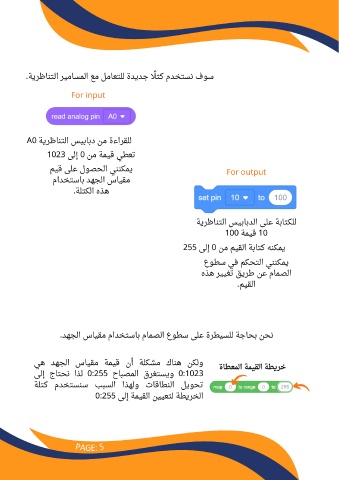 سوف نستخدم كتلًا جديدة للتعامل مع المسامير التناظرية.
For input
read analog pin A0
للقراءة من دبابيس التناظرية A0
تعطي قيمة من 0 إلى 1023
يمكنني الحصول على قيم
مقياس الجهد باستخدام
هذه الكتلة.
For output
set pin 10 to 100
للكتابة على الدبابيس التناظرية
10 قيمة 100
يمكنه كتابة القيم من 0 إلى 255
يمكنني التحكم في سطوع
الصمام عن طريق تغيير هذه
القيم.
نحن بحاجة للسيطرة على سطوع الصمام باستخدام مقياس الجهد.
ولكن هناك مشكلة أن قيمة مقياس الجهد هي
0:1023 ويستغرق المصباح 0:255 لذا نحتاج إلى
تحويل النطاقات ولهذا السبب سنستخدم كتلة
الخريطة لتعيين القيمة إلى 0:255
خريطة القيمة المعطاة
map 0 to range 0 to 255
PAGE: 5